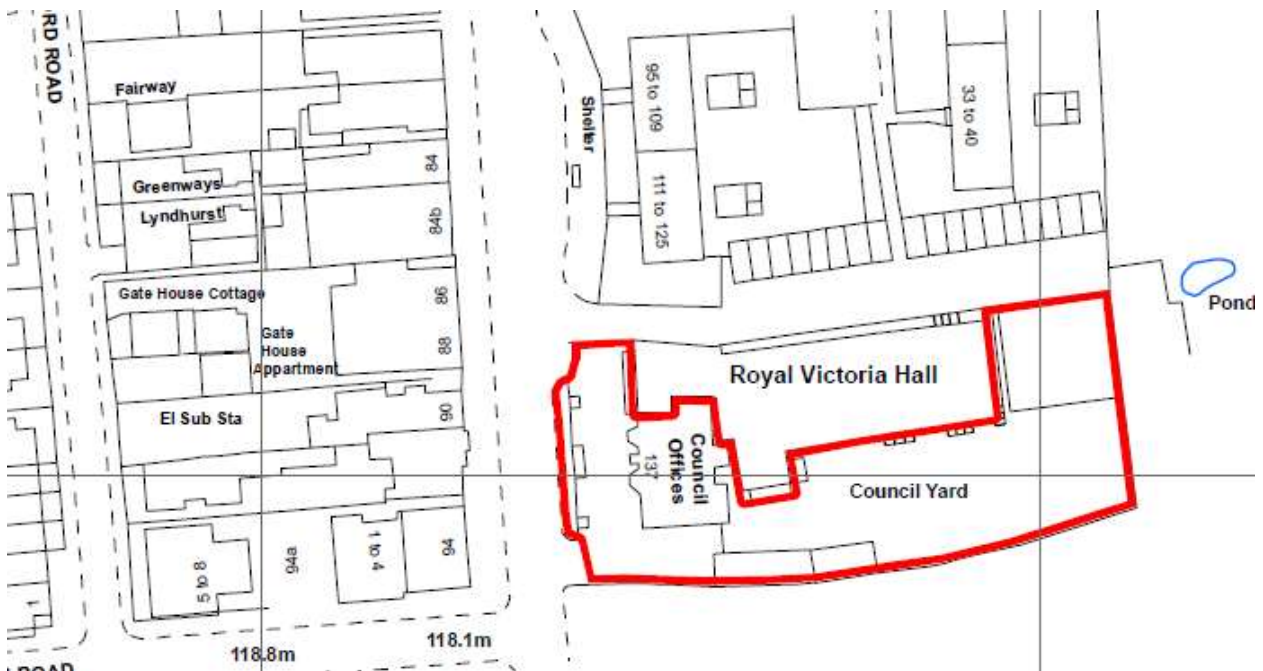 RD ROAD
Fairway
Greenways
Lyndhurst
Gate House Cottage
Gate
House
Appartment
El Sub Sta
84
84b
86
88
90
94
1 to 4
94a
5 to 8
1
118.8m
118.1m
ROAD
Shelter
95 to 109
111 to 125
33 to 40
Pond
Royal Victoria Hall
Council
Offices
137
Council Yard